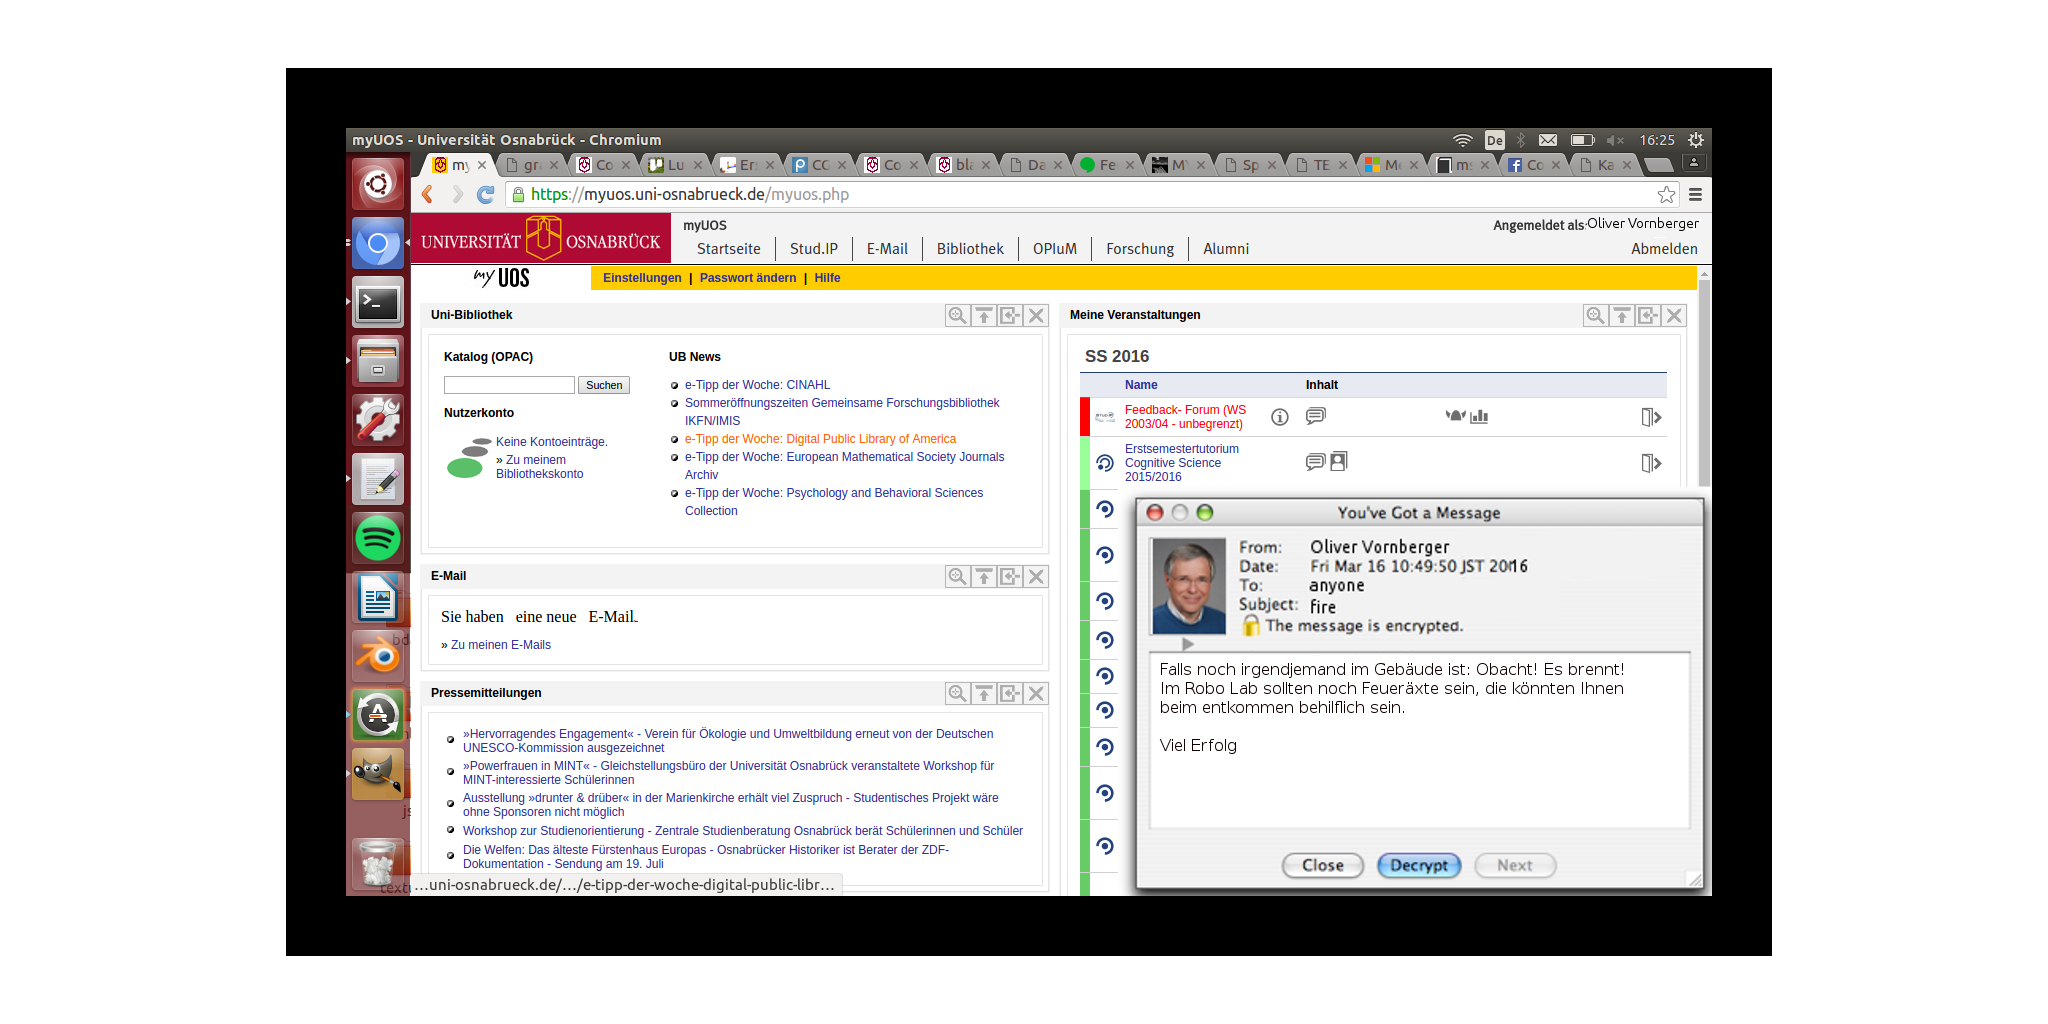 myUOS - Universität Osnabrück - Chromium
De
16:25
my
gr
Co
Lu
Er
CC
Co
bla
Da
Fe
M
Sp
TE
Me
ms
Co
Ka
https://myuos.uni-osnabrueck.de/myuos.php
UNIVERSITÄT OSNABRÜCK
myUOS
Angemeldet als: Oliver Vornberger
Startseite
Stud.IP
E-Mail
Bibliothek
OPIuM
Forschung
Alumni
Abmelden
my UOS
Einstellungen | Passwort ändern | Hilfe
Uni-Bibliothek
Katalog (OPAC)
Suchen
Nutzerkonto
Keine Kontoeinträge.
» Zu meinem
Bibliothekskonto
UB News
e-Tipp der Woche: CINAHL
Sommeröffnungszeiten Gemeinsame Forschungsbibliothek
IKFN/IMIS
e-Tipp der Woche: Digital Public Library of America
e-Tipp der Woche: European Mathematical Society Journals
Archiv
e-Tipp der Woche: Psychology and Behavioral Sciences
Collection
E-Mail
Sie haben eine neue E-Mail.
» Zu meinen E-Mails
Pressemitteilungen
»Hervorragendes Engagement« - Verein für Ökologie und Umweltbildung erneut von der Deutschen
UNESCO-Kommission ausgezeichnet
»Powerfrauen in MINT« - Gleichstellungsbüro der Universität Osnabrück veranstaltete Workshop für
MINT-interessierte Schülerinnen
Ausstellung »drunter & drüber« in der Marienkirche erhält viel Zuspruch - Studentisches Projekt wäre
ohne Sponsoren nicht möglich
Workshop zur Studienorientierung - Zentrale Studienberatung Osnabrück berät Schülerinnen und Schüler
Die Welfen: Das älteste Fürstenhaus Europas - Osnabrücker Historiker ist Berater der ZDF-
Dokumentation - Sendung am 19. Juli
...uni-osnabrueck.de/.../e-tipp-der-woche-digital-public-libr...
Meine Veranstaltungen
SS 2016
Name
Inhalt
Feedback- Forum (WS
2003/04 - unbegrenzt)
Erstsemestertutorium
Cognitive Science
2015/2016
You've Got a Message
From: Oliver Vornberger
Date: Fri Mar 16 10:49:50 JST 2016
To: anyone
Subject: fire
The message is encrypted.
Falls noch irgendjemand im Gebäude ist: Obacht! Es brennt!
Im Robo Lab sollten noch Feueräxte sein, die könnten Ihnen
beim entkommen behilflich sein.
Viel Erfolg
Close
Decrypt
Next